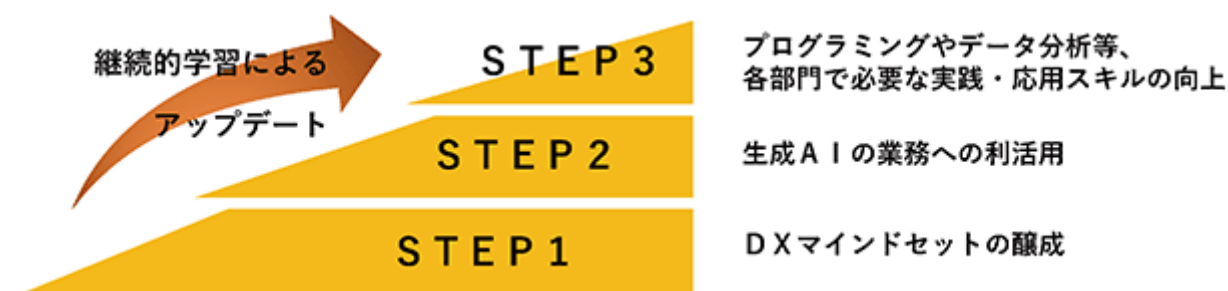 継続的学習による
アップデート
ＳＴＥＰ３
プログラミングやデータ分析等、
各部門で必要な実践・応用スキルの向上
ＳＴＥＰ２
生成ＡＩの業務への利活用
ＳＴＥＰ１
ＤＸマインドセットの醸成